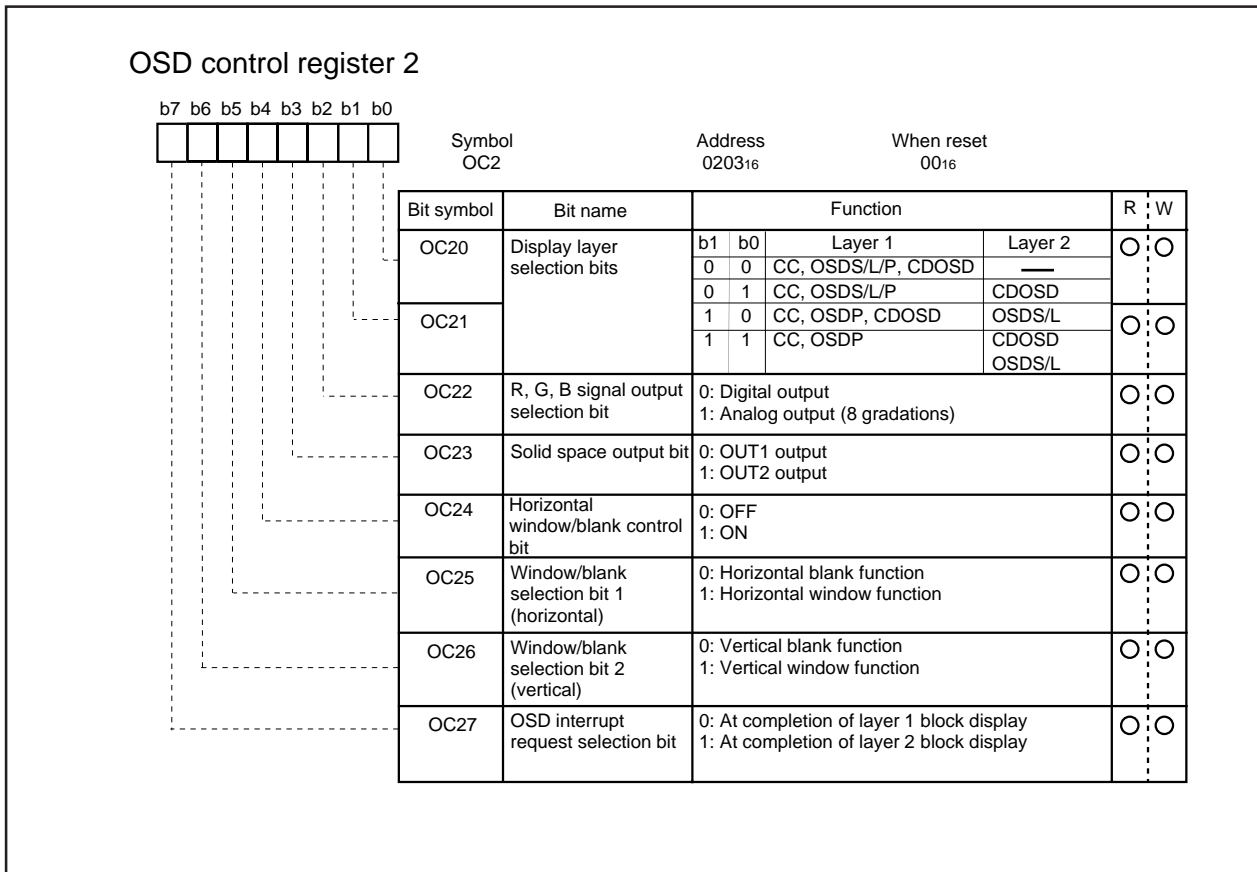 OSD control register 2
b7 b6 b5 b4 b3 b2 b1 b0
Symbol Address When reset
OC2 020316 0016
Bit symbol Bit name Function R W
OC20 Display layer selection bits
b1 b0 Layer 1 Layer 2
0 0 CC, OSDS/L/P, CDOSD —
0 1 CC, OSDS/L/P CDOSD
OC21
1 0 CC, OSDP, CDOSD OSDS/L
1 1 CC, OSDP CDOSD
OSDS/L
OC22 R, G, B signal output
selection bit
0: Digital output
1: Analog output (8 gradations)
OC23 Solid space output bit
0: OUT1 output
1: OUT2 output
OC24 Horizontal
window/blank control
bit
0: OFF
1: ON
OC25 Window/blank
selection bit 1
(horizontal)
0: Horizontal blank function
1: Horizontal window function
OC26 Window/blank
selection bit 2
(vertical)
0: Vertical blank function
1: Vertical window function
OC27 OSD interrupt
request selection bit
0: At completion of layer 1 block display
1: At completion of layer 2 block display